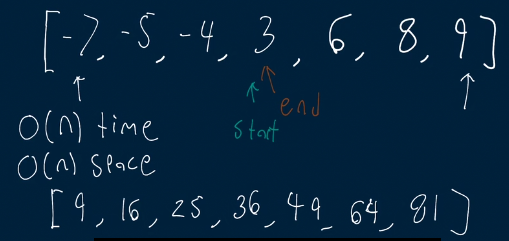 [-7, -5, -4, 3, 6, 8, 9]
end
start
O(n) time
O(n) space
[9, 16, 25, 36, 49, 64, 81]